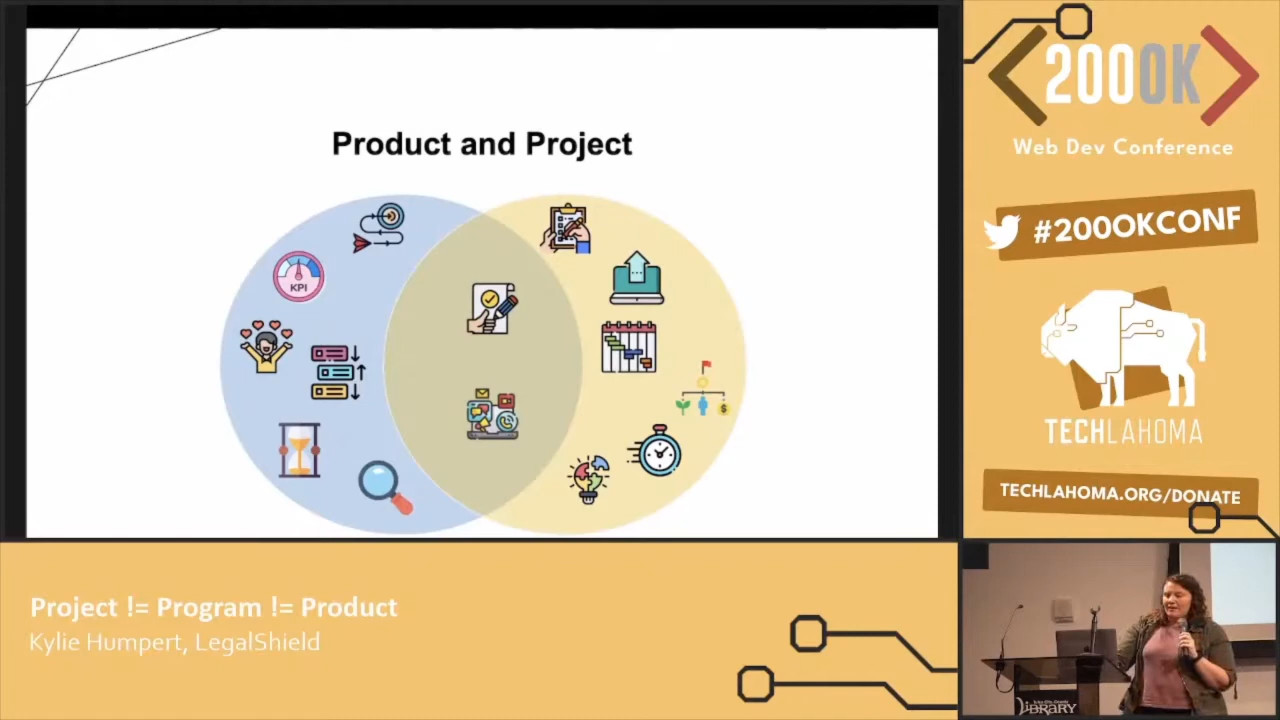 Product and Project
KPI
$
200OK
Web Dev Conference
#200OKCONF
TECHLAHOMA
TECHLAHOMA.ORG/DONATE
Project != Program != Product
Kylie Humpert, LegalShield
LIBRARY